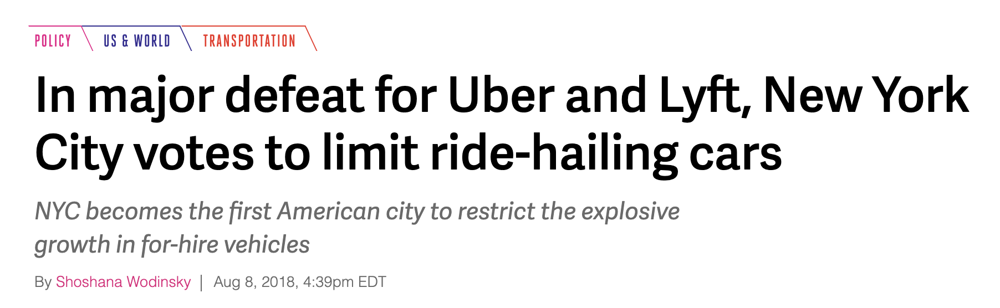 POLICY US & WORLD TRANSPORTATION
In major defeat for Uber and Lyft, New York
City votes to limit ride-hailing cars
NYC becomes the first American city to restrict the explosive
growth in for-hire vehicles
By Shoshana Wodinsky | Aug 8, 2018, 4:39pm EDT